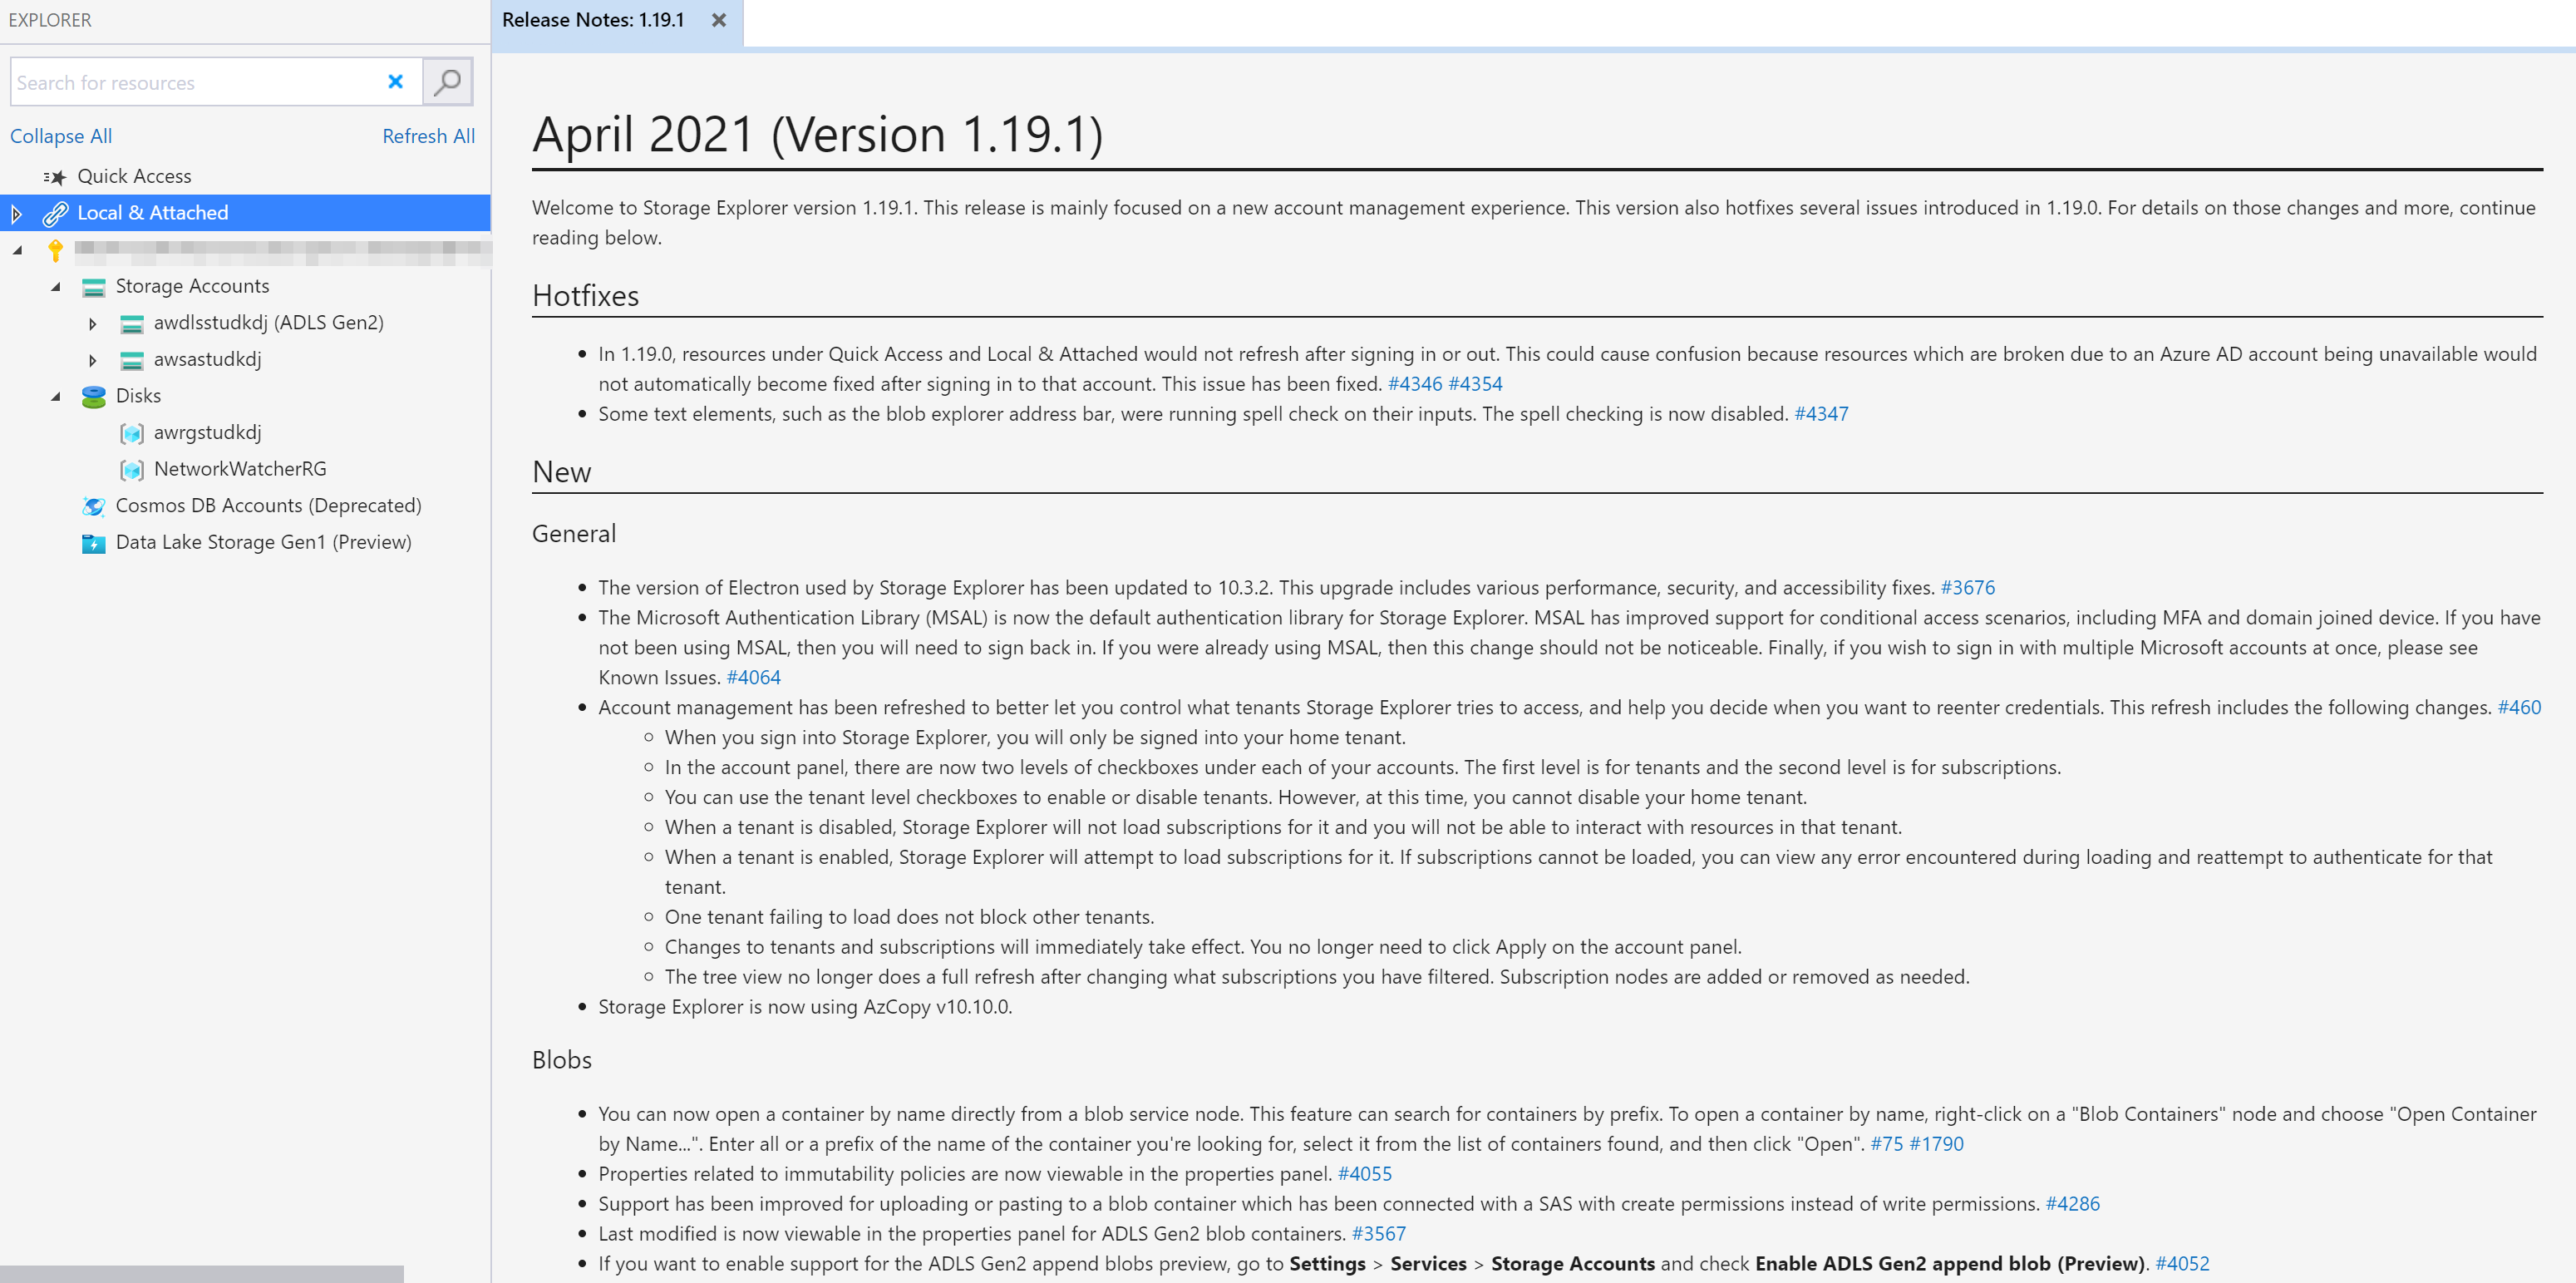 EXPLORER
Search for resources
Collapse All
Refresh All
Quick Access
Local & Attached
Storage Accounts
awdlsstudkdj (ADLS Gen2)
awsastudkdj
Disks
awrgstudkdj
NetworkWatcherRG
Cosmos DB Accounts (Deprecated)
Data Lake Storage Gen1 (Preview)
Release Notes: 1.19.1
April 2021 (Version 1.19.1)
Welcome to Storage Explorer version 1.19.1. This release is mainly focused on a new account management experience. This version also hotfixes several issues introduced in 1.19.0. For details on those changes and more, continue
reading below.
Hotfixes
In 1.19.0, resources under Quick Access and Local & Attached would not refresh after signing in or out. This could cause confusion because resources which are broken due to an Azure AD account being unavailable would
not automatically become fixed after signing in to that account. This issue has been fixed. #4346 #4354
Some text elements, such as the blob explorer address bar, were running spell check on their inputs. The spell checking is now disabled. #4347
New
General
The version of Electron used by Storage Explorer has been updated to 10.3.2. This upgrade includes various performance, security, and accessibility fixes. #3676
The Microsoft Authentication Library (MSAL) is now the default authentication library for Storage Explorer. MSAL has improved support for conditional access scenarios, including MFA and domain joined device. If you have
not been using MSAL, then you will need to sign back in. If you were already using MSAL, then this change should not be noticeable. Finally, if you wish to sign in with multiple Microsoft accounts at once, please see
Known Issues. #4064
Account management has been refreshed to better let you control what tenants Storage Explorer tries to access, and help you decide when you want to reenter credentials. This refresh includes the following changes. #460
When you sign into Storage Explorer, you will only be signed into your home tenant.
In the account panel, there are now two levels of checkboxes under each of your accounts. The first level is for tenants and the second level is for subscriptions.
You can use the tenant level checkboxes to enable or disable tenants. However, at this time, you cannot disable your home tenant.
When a tenant is disabled, Storage Explorer will not load subscriptions for it and you will not be able to interact with resources in that tenant.
When a tenant is enabled, Storage Explorer will attempt to load subscriptions for it. If subscriptions cannot be loaded, you can view any error encountered during loading and reattempt to authenticate for that
tenant.
One tenant failing to load does not block other tenants.
Changes to tenants and subscriptions will immediately take effect. You no longer need to click Apply on the account panel.
The tree view no longer does a full refresh after changing what subscriptions you have filtered. Subscription nodes are added or removed as needed.
Storage Explorer is now using AzCopy v10.10.0.
Blobs
You can now open a container by name directly from a blob service node. This feature can search for containers by prefix. To open a container by name, right-click on a "Blob Containers" node and choose "Open Container
by Name...". Enter all or a prefix of the name of the container you're looking for, select it from the list of containers found, and then click "Open". #75 #1790
Properties related to immutability policies are now viewable in the properties panel. #4055
Support has been improved for uploading or pasting to a blob container which has been connected with a SAS with create permissions instead of write permissions. #4286
Last modified is now viewable in the properties panel for ADLS Gen2 blob containers. #3567
If you want to enable support for the ADLS Gen2 append blobs preview, go to Settings > Services > Storage Accounts and check Enable ADLS Gen2 append blob (Preview). #4052